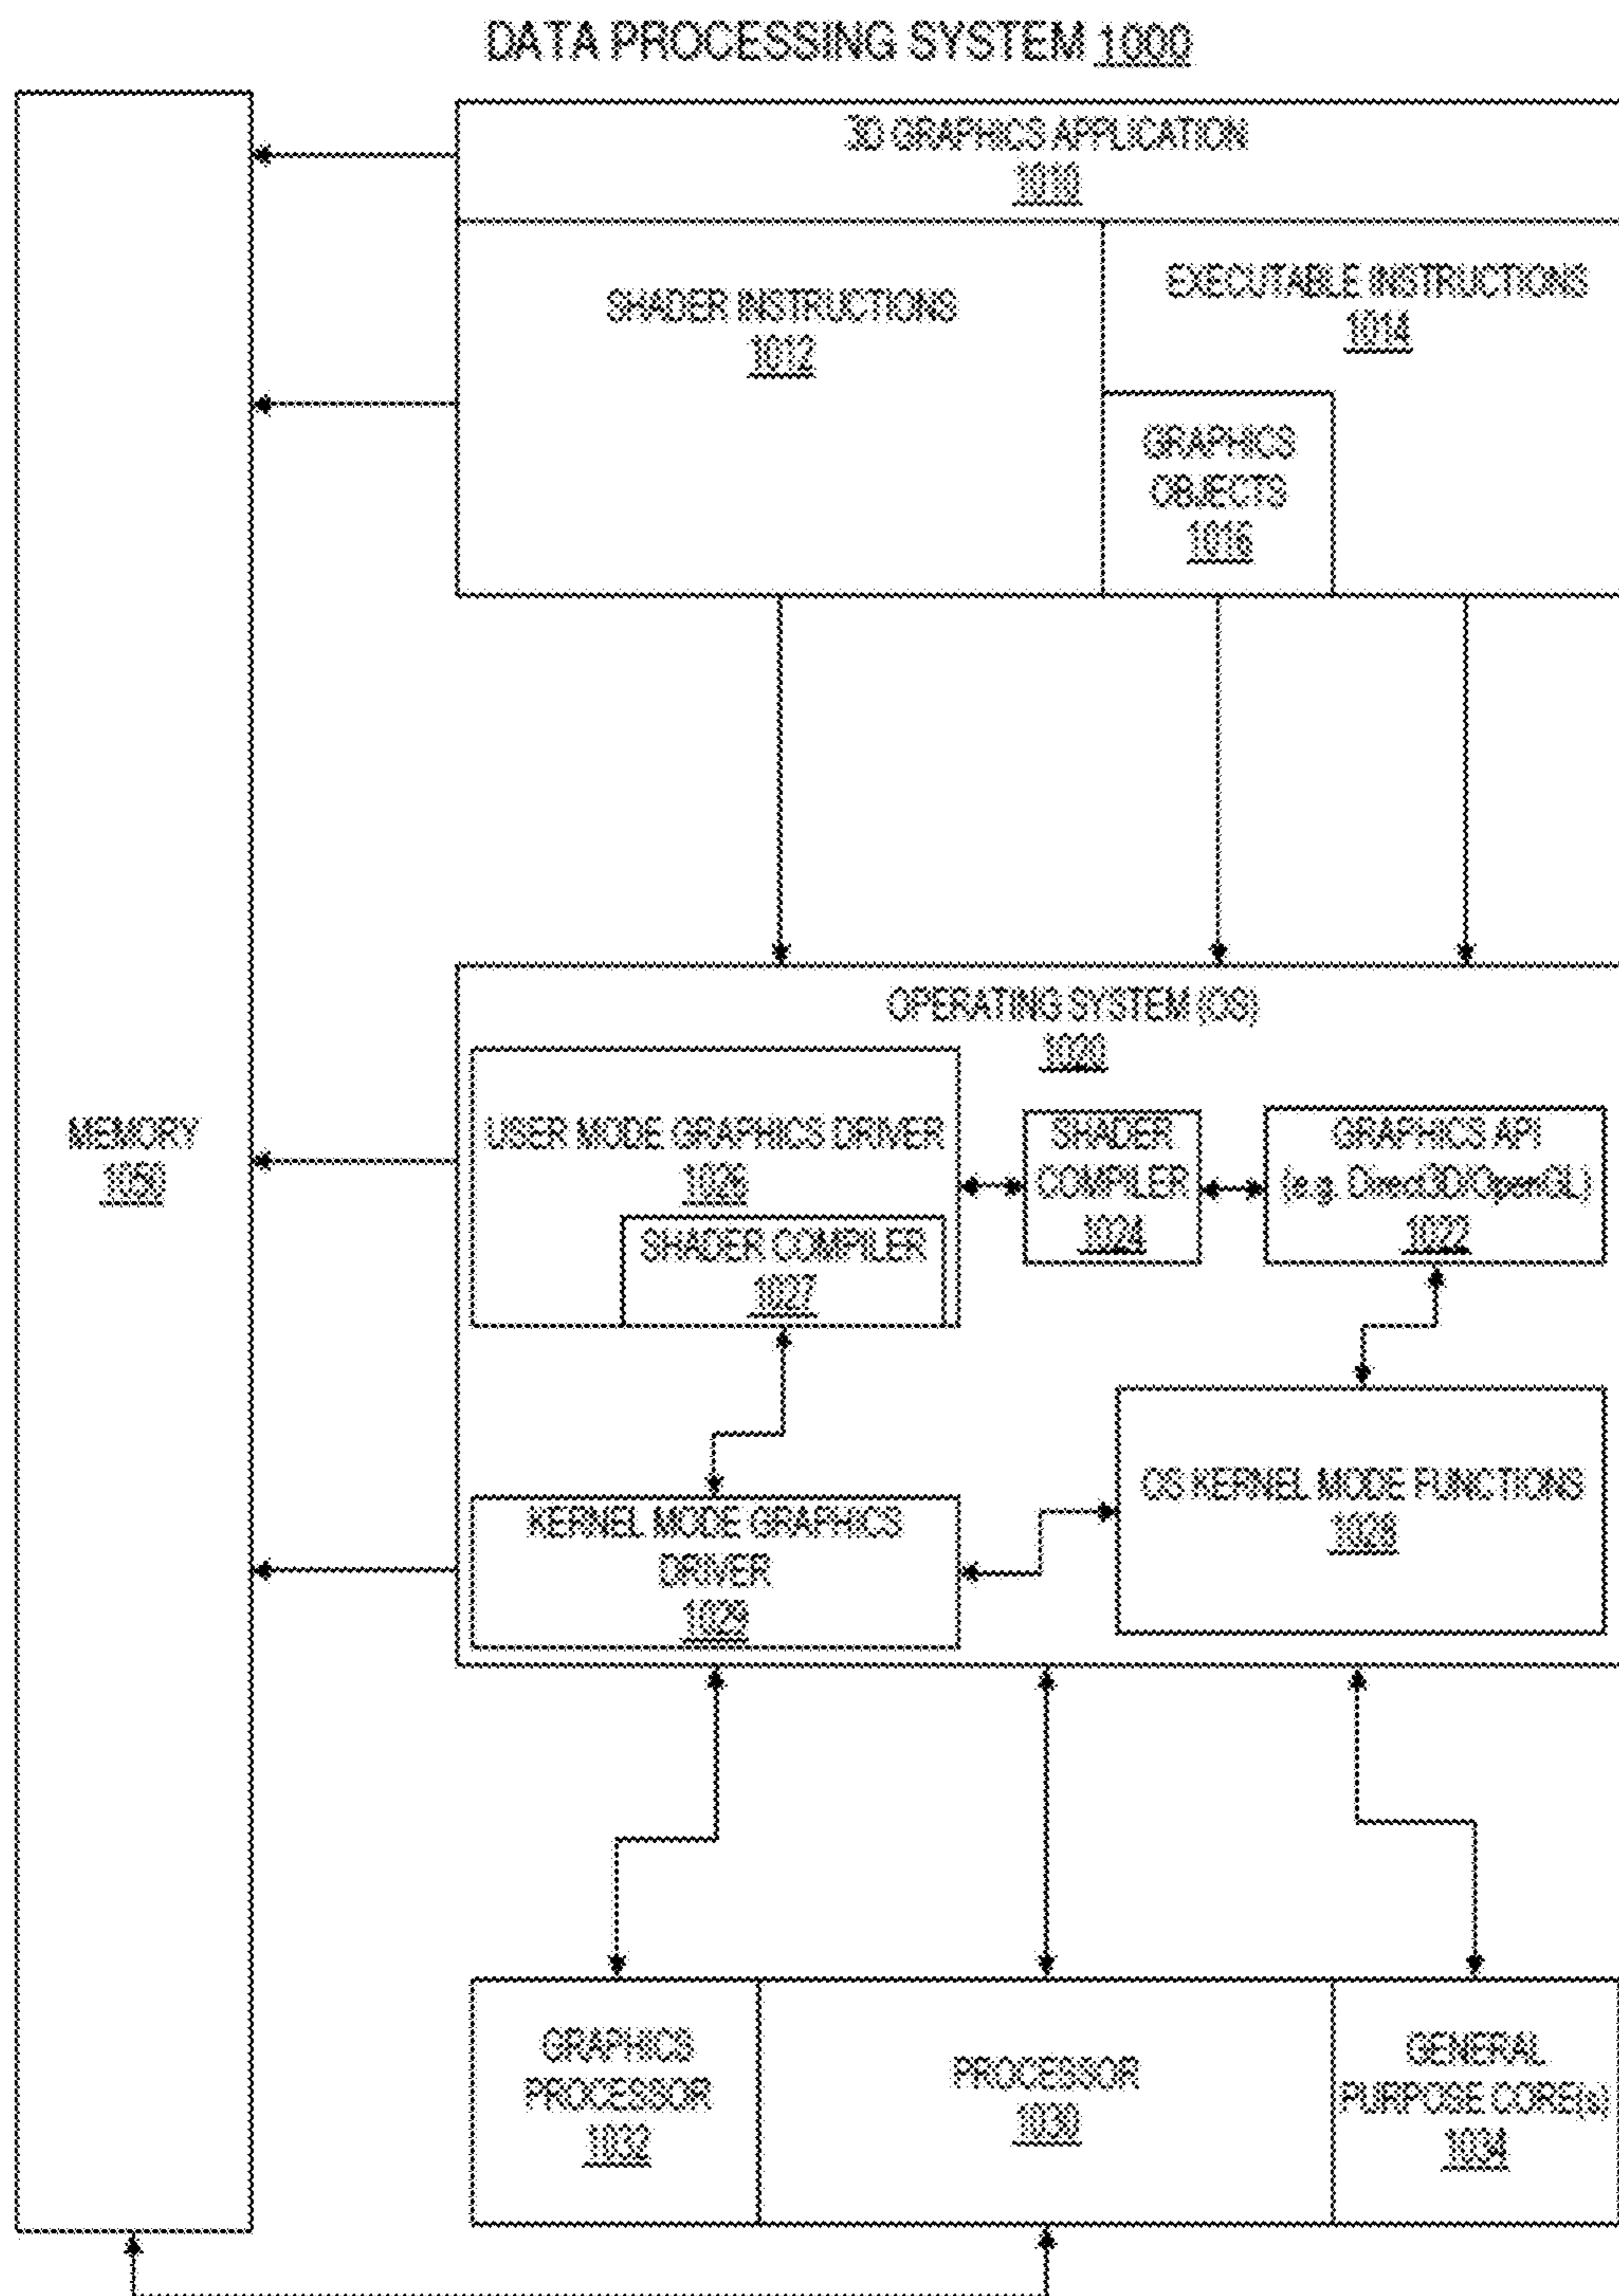 DATA PROCESSING SYSTEM 1000
3D GRAPHICS APPLICATION
1010
SHADER INSTRUCTIONS
1012
EXECUTABLE INSTRUCTIONS
1014
GRAPHICS
OBJECTS
1016
OPERATING SYSTEM (OS)
1020
USER MODE GRAPHICS DRIVER
1026
SHADER COMPILER
1027
SHADER
COMPILER
1024
GRAPHICS API
(e.g. Direct3D/OpenGL)
1022
MEMORY
1050
OS KERNEL MODE FUNCTIONS
1028
KERNEL MODE GRAPHICS
DRIVER
1029
GRAPHICS
PROCESSOR
1032
PROCESSOR
1030
GENERAL
PURPOSE CORE(s)
1034